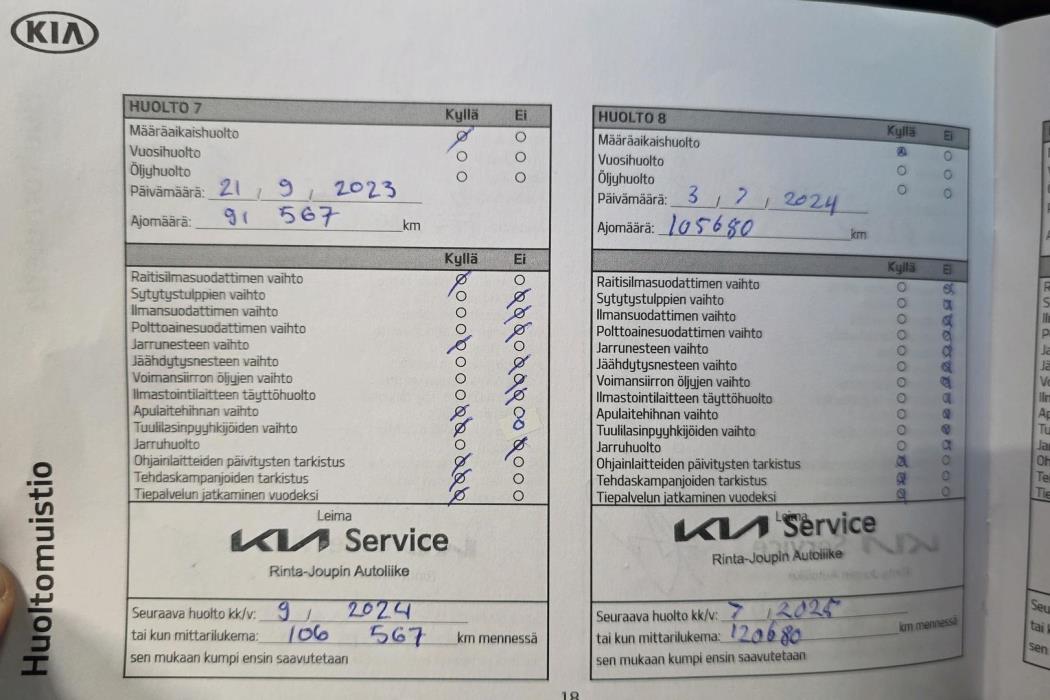 KIA
Huoltomuistio
HUOLTO 7
Kyllä Ei
Määräaikaishuolto
Vuosihuolto
Öljyhuolto
Päivämäärä: 21 , 9 , 2023
Ajomäärä: 91 567 km
Kyllä Ei
Raitisilmasuodattimen vaihto
Sytytystulppien vaihto
Ilmansuodattimen vaihto
Polttoainesuodattimen vaihto
Jarrunesteen vaihto
Jäähdytysnesteen vaihto
Voimansiirron öljyjen vaihto
Ilmastointilaitteen täyttöhuolto
Apulaitehihnan vaihto
Tuulilasinpyyhkijöiden vaihto
Jarruhuolto
Ohjainlaitteiden päivitysten tarkistus
Tehdaskampanjoiden tarkistus
Tiepalvelun jatkaminen vuodeksi
Leima
KIA Service
Rinta-Joupin Autoliike
Seuraava huolto kk/v: 9 , 2024
tai kun mittarilukema: 106 567 km mennessä
sen mukaan kumpi ensin saavutetaan
HUOLTO 8
Kyllä Ei
Määräaikaishuolto
Vuosihuolto
Öljyhuolto
Päivämäärä: 3 , 7 , 2024
Ajomäärä: 105680 km
Kyllä Ei
Raitisilmasuodattimen vaihto
Sytytystulppien vaihto
Ilmansuodattimen vaihto
Polttoainesuodattimen vaihto
Jarrunesteen vaihto
Jäähdytysnesteen vaihto
Voimansiirron öljyjen vaihto
Ilmastointilaitteen täyttöhuolto
Apulaitehihnan vaihto
Tuulilasinpyyhkijöiden vaihto
Jarruhuolto
Ohjainlaitteiden päivitysten tarkistus
Tehdaskampanjoiden tarkistus
Tiepalvelun jatkaminen vuodeksi
Leima
KIA Service
Rinta-Joupin Autoliike
Seuraava huolto kk/v: 7 , 2025
tai kun mittarilukema: 120680 km mennessä
sen mukaan kumpi ensin saavutetaan
18